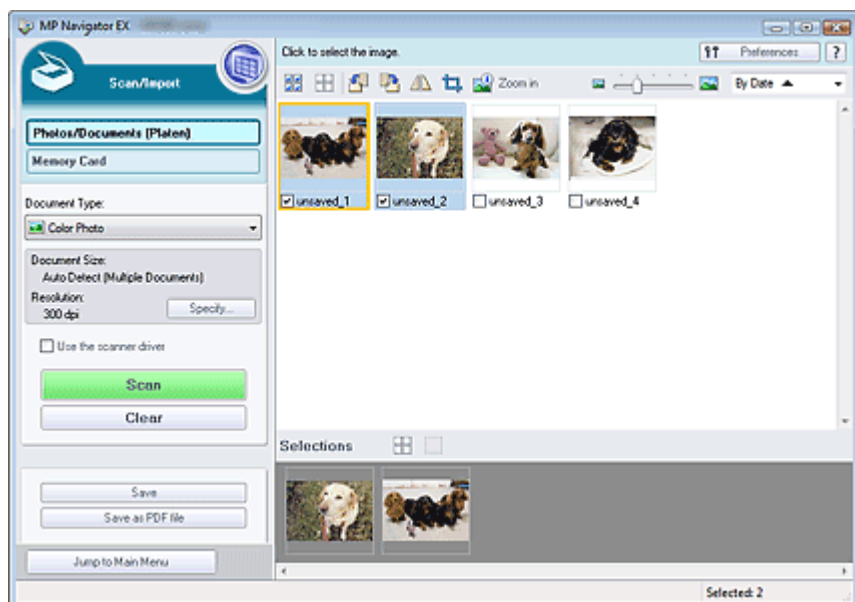 MP Navigator EX
Scan/Import
Photos/Documents (Platen)
Memory Card
Document Type:
Color Photo
Document Size:
Auto Detect (Multiple Documents)
Resolution:
300 dpi
Specify...
Use the scanner driver
Scan
Clear
Save
Save as PDF file
Jump to Main Menu
Click to select the image.
Preferences
?
Zoom in
By Date
unsaved_1
unsaved_2
unsaved_3
unsaved_4
Selections
Selected: 2